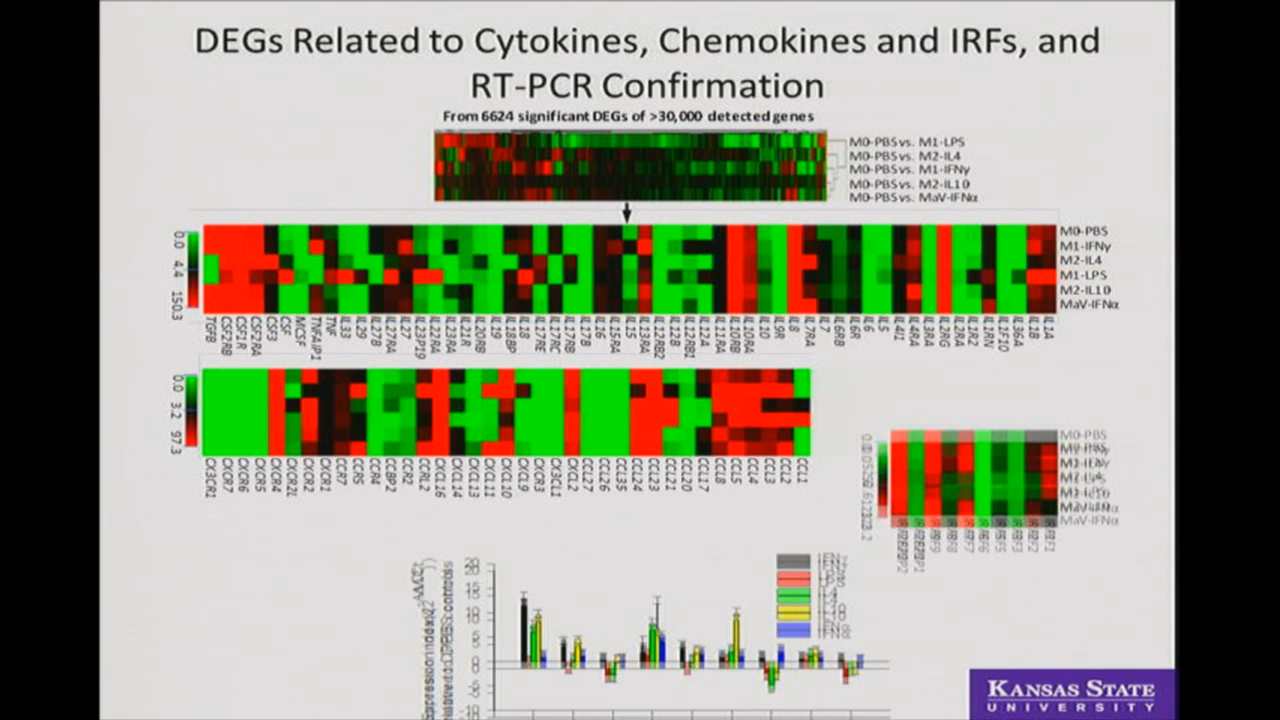 DEGs Related to Cytokines, Chemokines and IRFs, and
RT-PCR Confirmation
From 6624 significant DEGs of >30,000 detected genes
M0-PBS vs. M1-LPS
M0-PBS vs. M2-IL4
M0-PBS vs. M1-IFNγ
M0-PBS vs. M2-IL10
M0-PBS vs. MaV-IFNα
0.0 4.4 150.3
M0-PBS
M1-IFNγ
M2-IL4
M1-LPS
M2-IL10
MaV-IFNα
TGFB CSF2RB CSF1R CSF2RA CSF3 CSF MCSF TNFAIP1 TNF IL33 IL29 IL27B IL27RA IL27 IL23P19 IL22RA IL23RA IL21R IL20RB IL19 IL18BP IL18 IL17RE IL17RC IL17RB IL17B IL16 IL15RA IL15 IL13RA IL12RB2 IL12B IL12RB1 IL12A IL11RA IL10RB IL10RA IL10 IL9R IL8 IL7RA IL7 IL6RB IL6R IL6 IL5 IL4I1 IL4RA IL3RA IL2RG IL2RA IL1R2 IL1RN IL1F10 IL36A IL1B IL1A
0.0 3.2 97.3
CX3CR1 CXCR7 CXCR6 CXCR5 CXCR4 CXCR2L CXCR2 CXCR1 CCR7 CCR5 CCR4 CCBP2 CCR2 CCRL2 CXCL16 CXCL14 CXCL13 CXCL11 CXCL10 CXCL9 CXCR3 CX3CL1 CXCL2 CCL27 CCL26 CCL35 CCL24 CCL23 CCL21 CCL20 CCL17 CCL8 CCL5 CCL4 CCL3 CCL2 CCL1
M0-PBS
MaV-IFNα
KANSAS STATE
UNIVERSITY